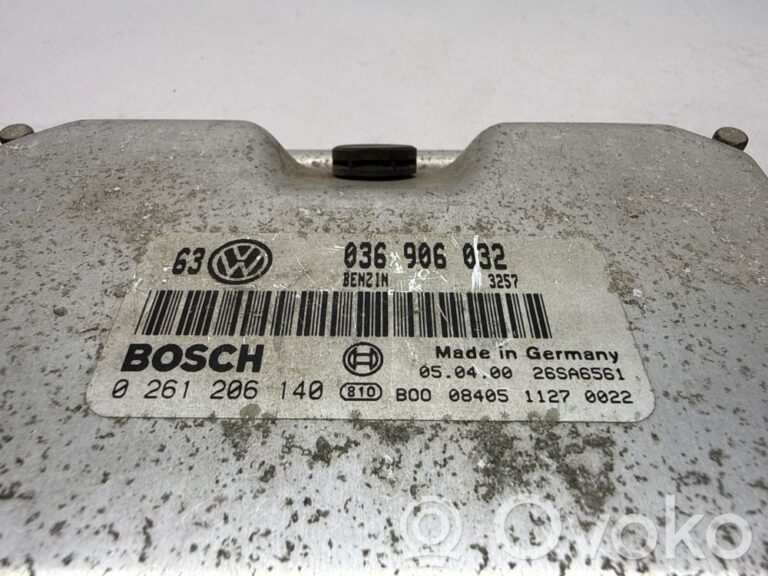 63 VW 036 906 032
BENZIN 3257
BOSCH Made in Germany
05.04.00 26SA6561
0 261 206 140 810 B00 08405 1127 0022
Ovoko